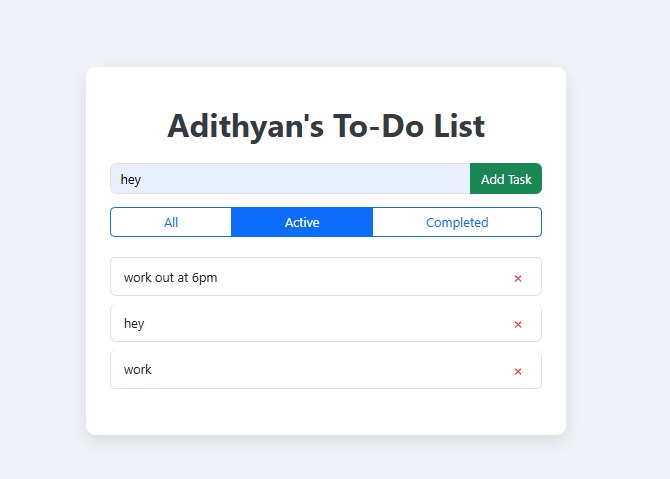 Adithyan's To-Do List
hey Add Task
All Active Completed
work out at 6pm ×
hey ×
work ×